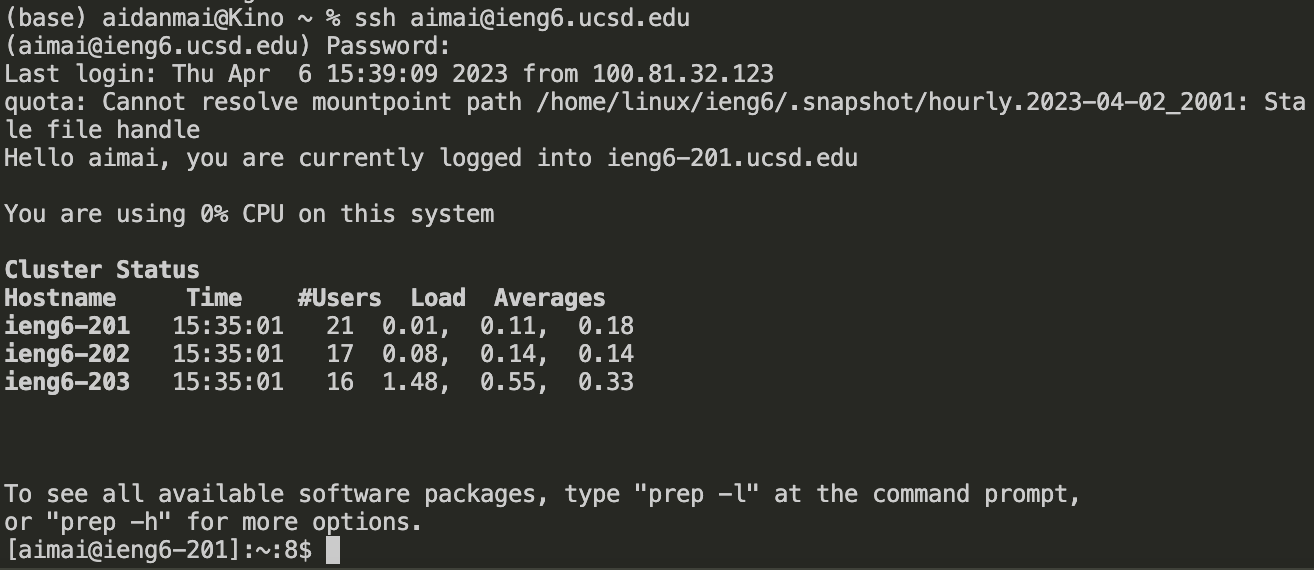 (base) aidanmai@Kino ~ % ssh aimai@ieng6.ucsd.edu
(aimai@ieng6.ucsd.edu) Password:
Last login: Thu Apr  6 15:39:09 2023 from 100.81.32.123
quota: Cannot resolve mountpoint path /home/linux/ieng6/.snapshot/hourly.2023-04-02_2001: Sta
le file handle
Hello aimai, you are currently logged into ieng6-201.ucsd.edu
You are using 0% CPU on this system
Cluster Status
Hostname     Time    #Users  Load  Averages
ieng6-201   15:35:01   21  0.01,  0.11,  0.18
ieng6-202   15:35:01   17  0.08,  0.14,  0.14
ieng6-203   15:35:01   16  1.48,  0.55,  0.33
To see all available software packages, type "prep -l" at the command prompt,
or "prep -h" for more options.
[aimai@ieng6-201]:~:8$